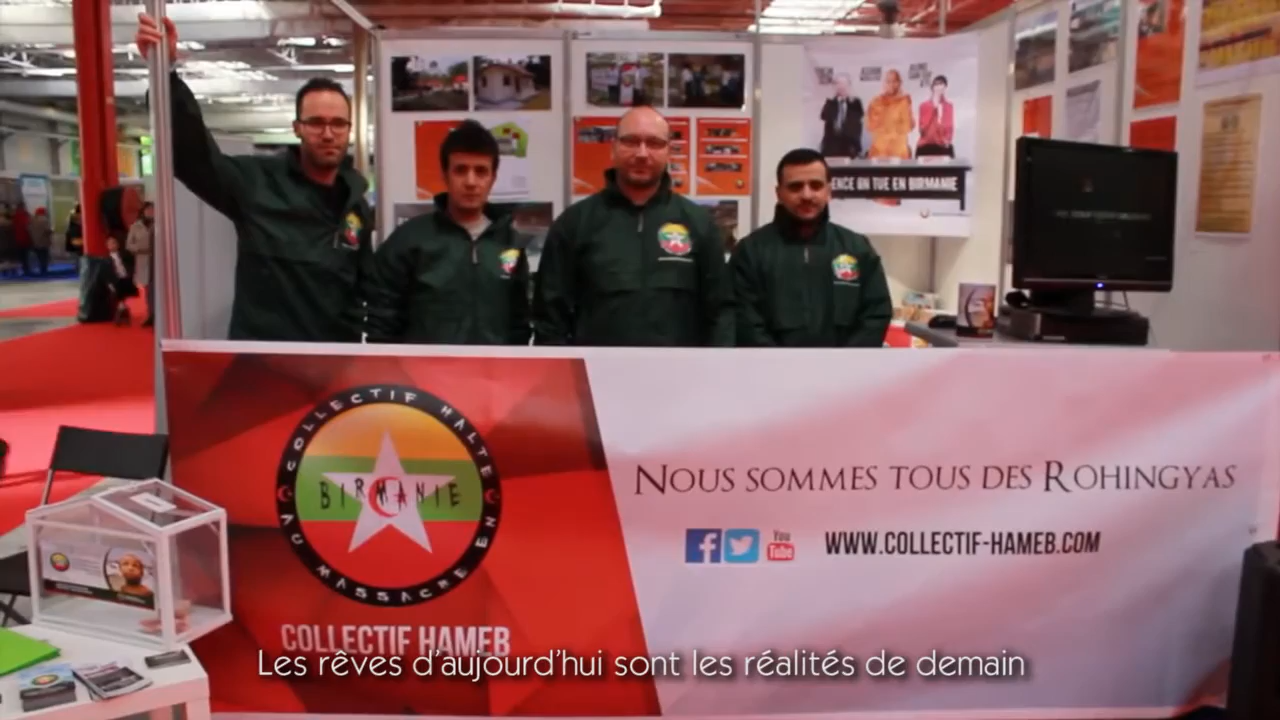 ENCE ON TUE EN BIRMANIE
COLLECTIF HALTE AU MASSACRE EN
BIRMANIE
COLLECTIF HAMEB
NOUS SOMMES TOUS DES ROHINGYAS
f
You
Tube
WWW.COLLECTIF-HAMEB.COM
Les rêves d'aujourd'hui sont les réalités de demain